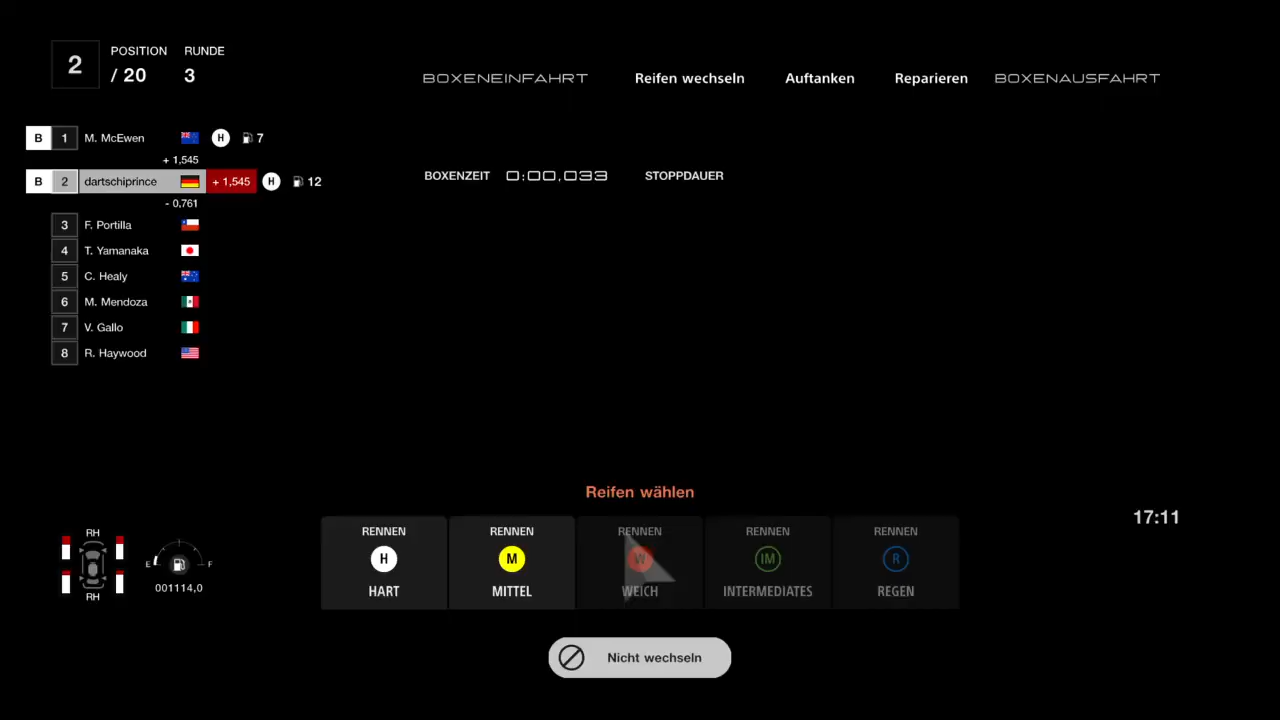 2
POSITION
/ 20
RUNDE
3
BOXENEINFAHRT
Reifen wechseln
Auftanken
Reparieren
BOXENAUSFAHRT
B 1 M. McEwen H 7
+ 1,545
B 2 dartschiprince + 1,545 H 12
- 0,761
3 F. Portilla
4 T. Yamanaka
5 C. Healy
6 M. Mendoza
7 V. Gallo
8 R. Haywood
BOXENZEIT 0:00,033 STOPPDAUER
Reifen wählen
17:11
RH
E F
001114,0
RH
RENNEN
H
HART
RENNEN
M
MITTEL
RENNEN
W
WEICH
RENNEN
IM
INTERMEDIATES
RENNEN
R
REGEN
Nicht wechseln